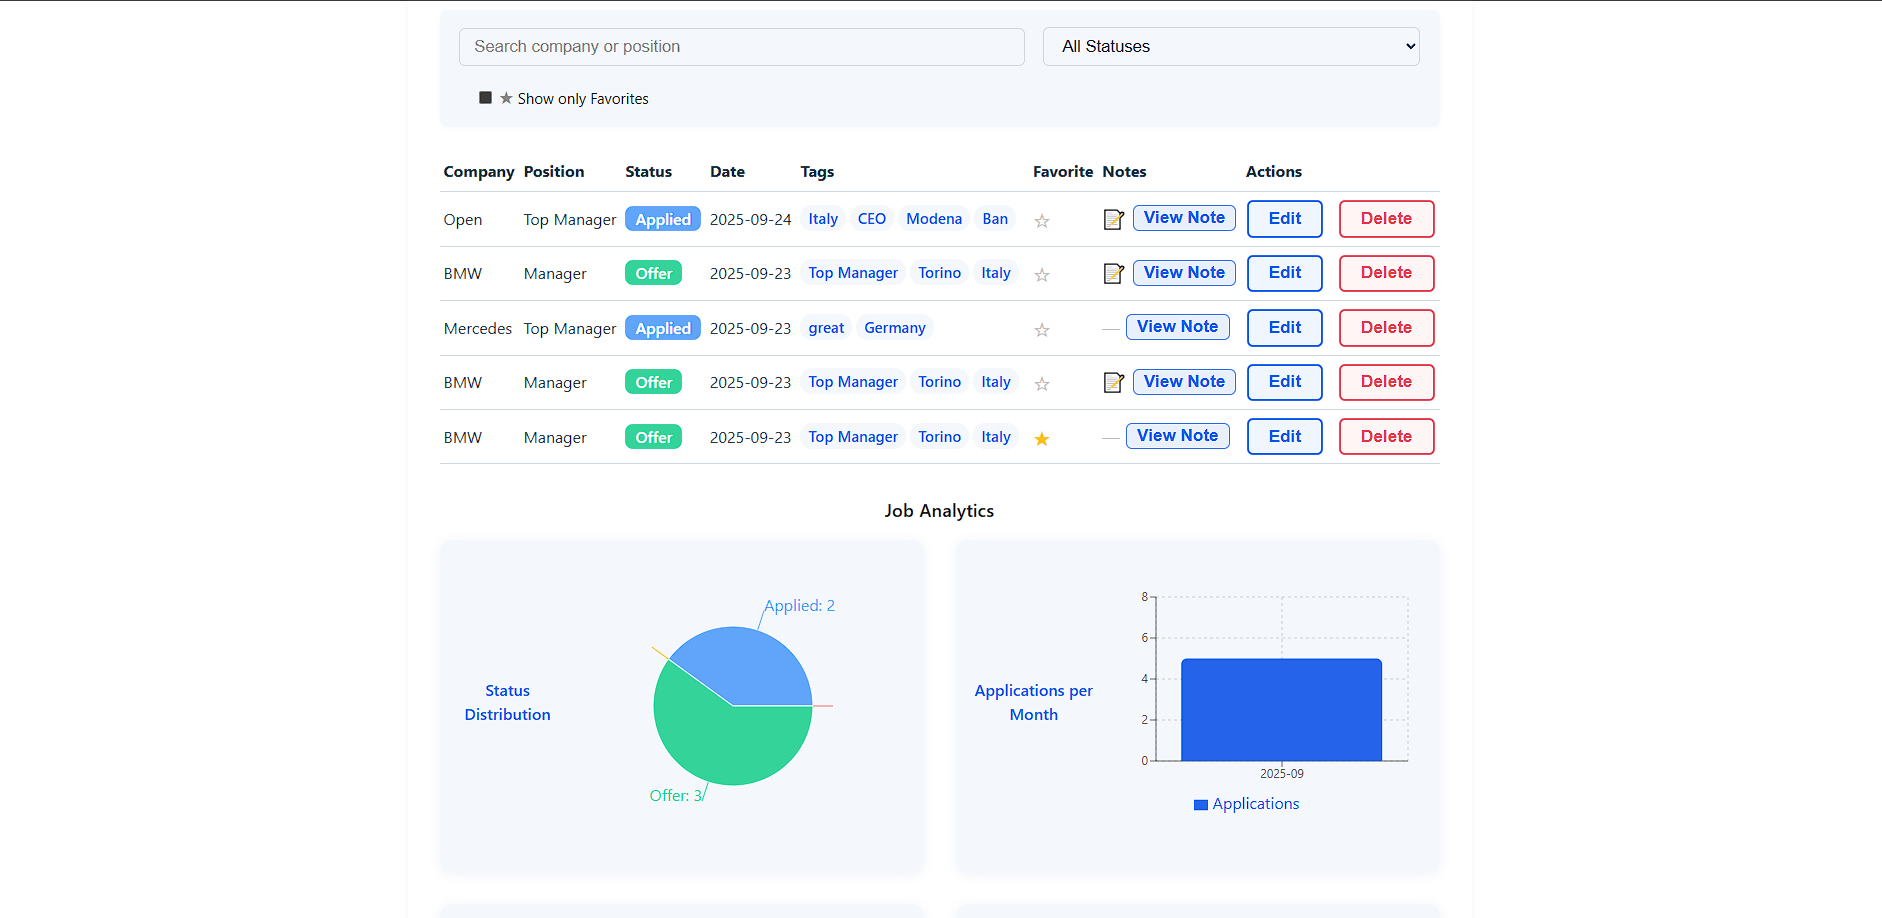 Search company or position
All Statuses
★ Show only Favorites
Company Position Status Date Tags Favorite Notes Actions
Open Top Manager Applied 2025-09-24 Italy CEO Modena Ban ☆ 📝 View Note Edit Delete
BMW Manager Offer 2025-09-23 Top Manager Torino Italy ☆ 📝 View Note Edit Delete
Mercedes Top Manager Applied 2025-09-23 great Germany ☆ — View Note Edit Delete
BMW Manager Offer 2025-09-23 Top Manager Torino Italy ☆ 📝 View Note Edit Delete
BMW Manager Offer 2025-09-23 Top Manager Torino Italy ★ — View Note Edit Delete
Job Analytics
Status
Distribution
Applied: 2
Offer: 3
Applications per
Month
8
6
4
2
0
2025-09
Applications